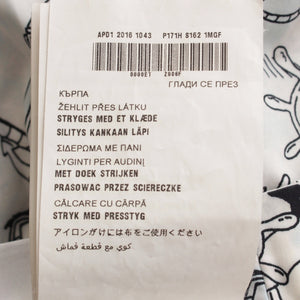 APD1 2016 1043 P171H 8162 1MGF
ГЛАДИ СЕ ПРЕЗ
КЪРПА
ŽEHLIT PŘES LÁTKU
STRYGES MED ET KLÆDE
SILITYS KANKAAN LÄPI
ΣΙΔΕΡΩΜΑ ΜΕ ΠΑΝΙ
LYGINTI PER AUDINĮ
MET DOEK STRIJKEN
PRASOWAC PRZEZ SCIERECZKE
CĂLCARE CU CÂRPĂ
STRYK MED PRESSTYG
アイロンがけには布をご使用ください
كوي مع قطعة قماش